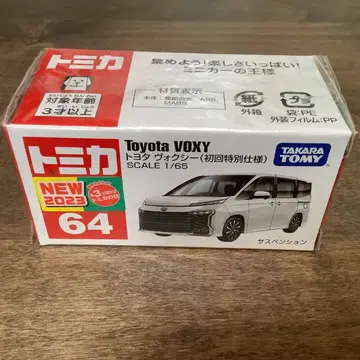 トミカ
集めよう!楽しさいっぱい!
ミニカーの王様
対象年齢
3才以上
材質表示
紙
外箱
プラ
袋:PE
外装フィルム:PP
トミカ
Toyota VOXY
トヨタ ヴォクシー(初回特別仕様)
SCALE 1/65
TAKARA
TOMY
NEW
2023
64
サスペンション